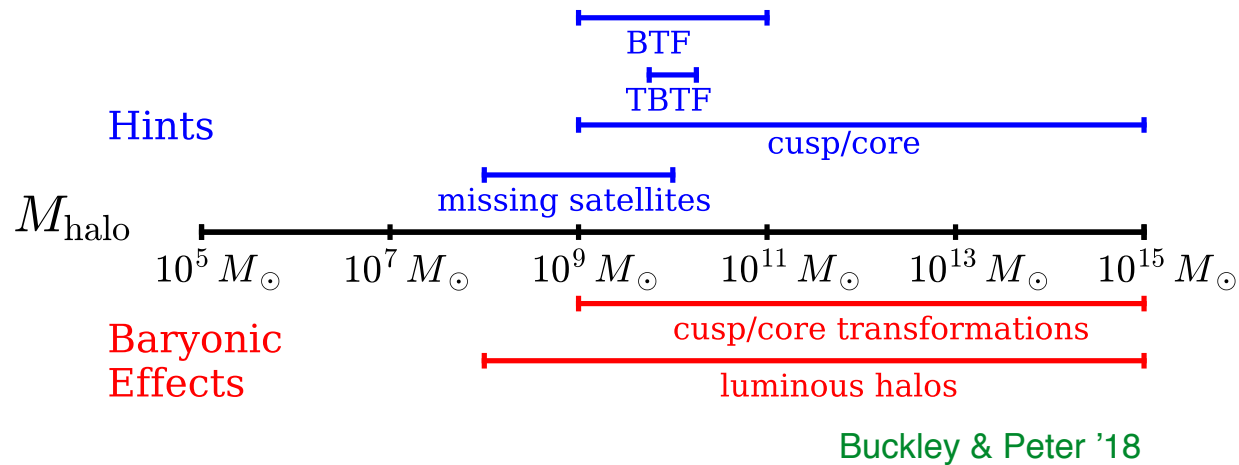 BTF
TBTF
Hints
cusp/core
missing satellites
M_halo
10^5 M_⊙ 10^7 M_⊙ 10^9 M_⊙ 10^11 M_⊙ 10^13 M_⊙ 10^15 M_⊙
cusp/core transformations
Baryonic
Effects
luminous halos
Buckley & Peter ’18